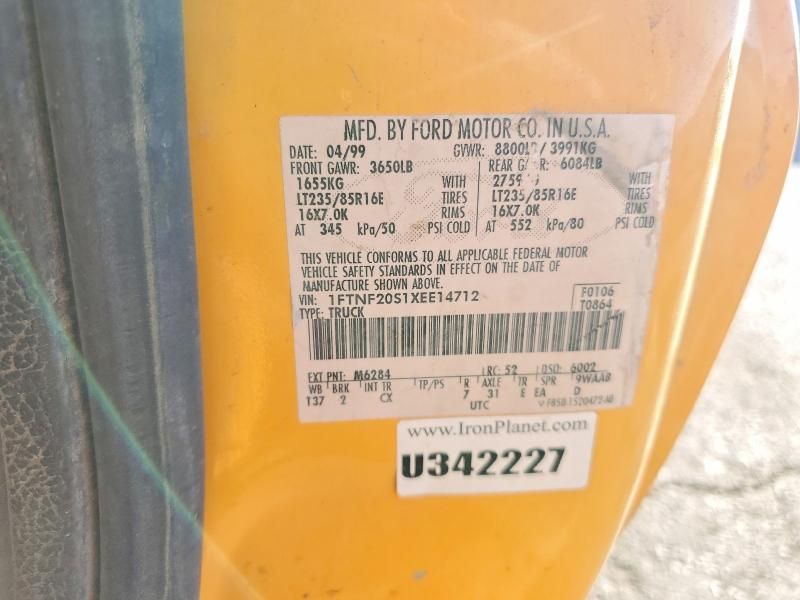 MFD. BY FORD MOTOR CO. IN U.S.A.
DATE: 04/99 GVWR: 8800LB / 3991KG
FRONT GAWR: 3650LB REAR GAWR: 6084LB
1655KG WITH 2759 WITH
LT235/85R16E TIRES LT235/85R16E TIRES
16X7.0K RIMS 16X7.0K RIMS
AT 345 kPa/50 PSI COLD AT 552 kPa/80 PSI COLD
THIS VEHICLE CONFORMS TO ALL APPLICABLE FEDERAL MOTOR
VEHICLE SAFETY STANDARDS IN EFFECT ON THE DATE OF
MANUFACTURE SHOWN ABOVE.
VIN: 1FTNF20S1XEE14712 F0106
TYPE: TRUCK T0864
EXT PNT: M6284 RC: 52 DSO: 6002
WB BRK INT TR TP/PS R AXLE TR SPR 9WAAB
137 2 CX 7 31 E EA D
UTC
www.IronPlanet.com
U342227